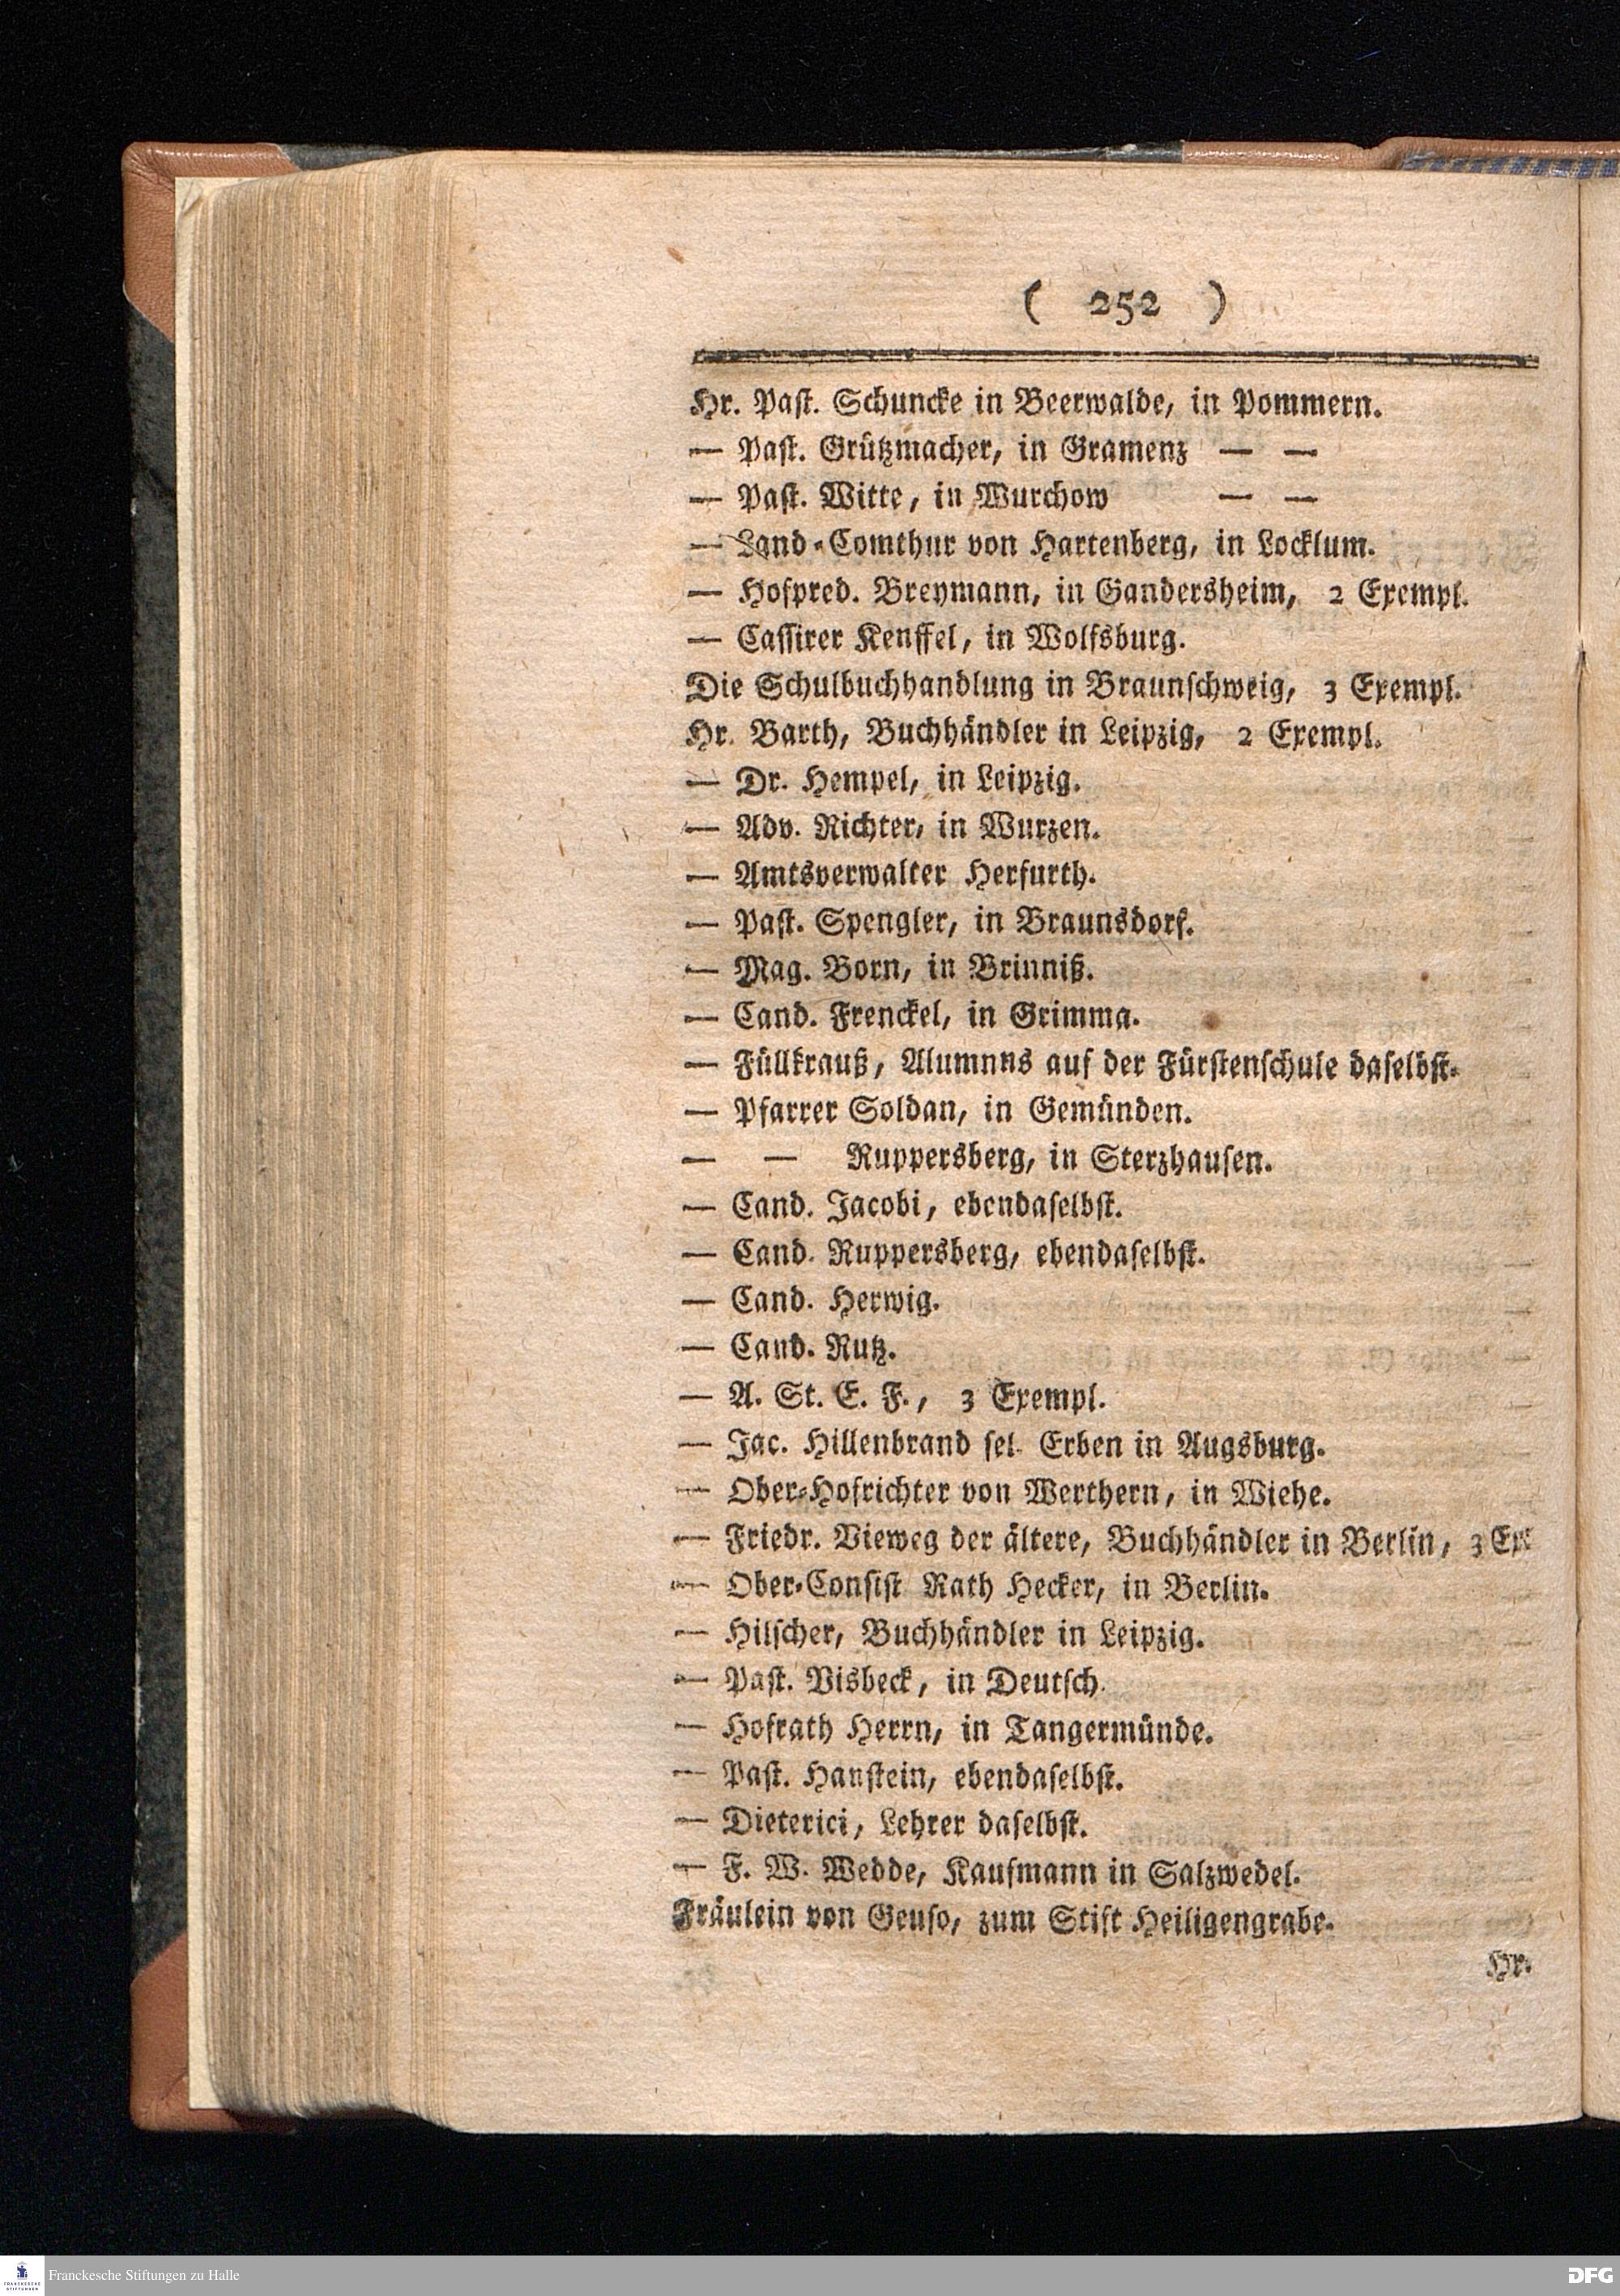 ( 252 )
Hr. Paſt. Schuncke in Beerwalde, in Pommern.
— Paſt. Grützmacher, in Gramenz — —
— Paſt. Witte, in Wurchow — —
— Land-Comthur von Hartenberg, in Locklum.
— Hofpred. Breymann, in Gandersheim, 2 Exempl.
— Caſſirer Kenffel, in Wolfsburg.
Die Schulbuchhandlung in Braunſchweig, 3 Exempl.
Hr. Barth, Buchhändler in Leipzig, 2 Exempl.
— Dr. Hempel, in Leipzig.
— Adv. Richter, in Wurzen.
— Amtsverwalter Herfurth.
— Paſt. Spengler, in Braunsdorf.
— Mag. Born, in Brinniß.
— Cand. Frenckel, in Grimma.
— Füllkrauß, Alumnns auf der Fürſtenſchule daſelbſt.
— Pfarrer Soldan, in Gemünden.
— — Ruppersberg, in Sterzhauſen.
— Cand. Jacobi, ebendaſelbſt.
— Cand. Ruppersberg, ebendaſelbſt.
— Cand. Herwig.
— Cand. Rutz.
— A. St. E. F., 3 Exempl.
— Jac. Hillenbrand ſel. Erben in Augsburg.
— Ober-Hofrichter von Werthern, in Wiehe.
— Friedr. Vieweg der ältere, Buchhändler in Berlin, 3 Ex.
— Ober-Conſiſt Rath Hecker, in Berlin.
— Hilſcher, Buchhändler in Leipzig.
— Paſt. Visbeck, in Deutſch.
— Hofrath Herrn, in Tangermünde.
— Paſt. Hanſtein, ebendaſelbſt.
— Dieterici, Lehrer daſelbſt.
— F. W. Wedde, Kaufmann in Salzwedel.
Fräulein von Geuſo, zum Stift Heiligengrabe.
Hr.
FRANCKESCHE STIFTUNGEN
Franckesche Stiftungen zu Halle
DFG